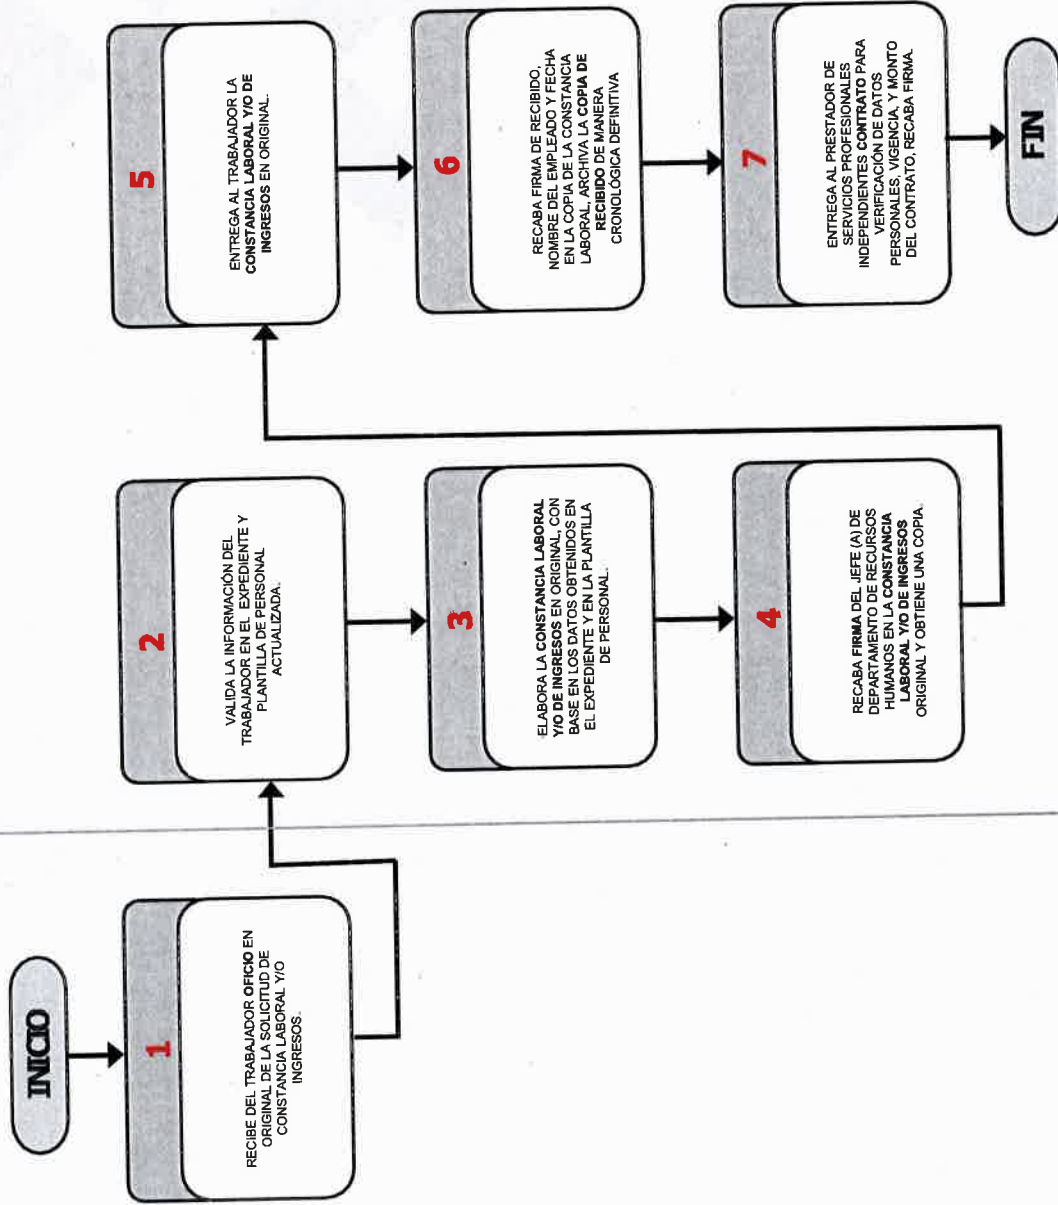 INICIO
1
RECIBE DEL TRABAJADOR OFICIO EN
ORIGINAL DE LA SOLICITUD DE
CONSTANCIA LABORAL Y/O
INGRESOS.
2
VALIDA LA INFORMACIÓN DEL
TRABAJADOR EN EL EXPEDIENTE Y
PLANTILLA DE PERSONAL
ACTUALIZADA.
3
ELABORA LA CONSTANCIA LABORAL
Y/O DE INGRESOS EN ORIGINAL, CON
BASE EN LOS DATOS OBTENIDOS EN
EL EXPEDIENTE Y EN LA PLANTILLA
DE PERSONAL.
4
RECABA FIRMA DEL JEFE (A) DE
DEPARTAMENTO DE RECURSOS
HUMANOS EN LA CONSTANCIA
LABORAL Y/O DE INGRESOS
ORIGINAL Y OBTIENE UNA COPIA.
5
ENTREGA AL TRABAJADOR LA
CONSTANCIA LABORAL Y/O DE
INGRESOS EN ORIGINAL.
6
RECABA FIRMA DE RECIBIDO,
NOMBRE DEL EMPLEADO Y FECHA
EN LA COPIA DE LA CONSTANCIA
LABORAL, ARCHIVA LA COPIA DE
RECIBIDO DE MANERA
CRONOLÓGICA DEFINITIVA
7
ENTREGA AL PRESTADOR DE
SERVICIOS PROFESIONALES
INDEPENDIENTES CONTRATO PARA
VERIFICACIÓN DE DATOS
PERSONALES, VIGENCIA, Y MONTO
DEL CONTRATO, RECABA FIRMA.
FIN